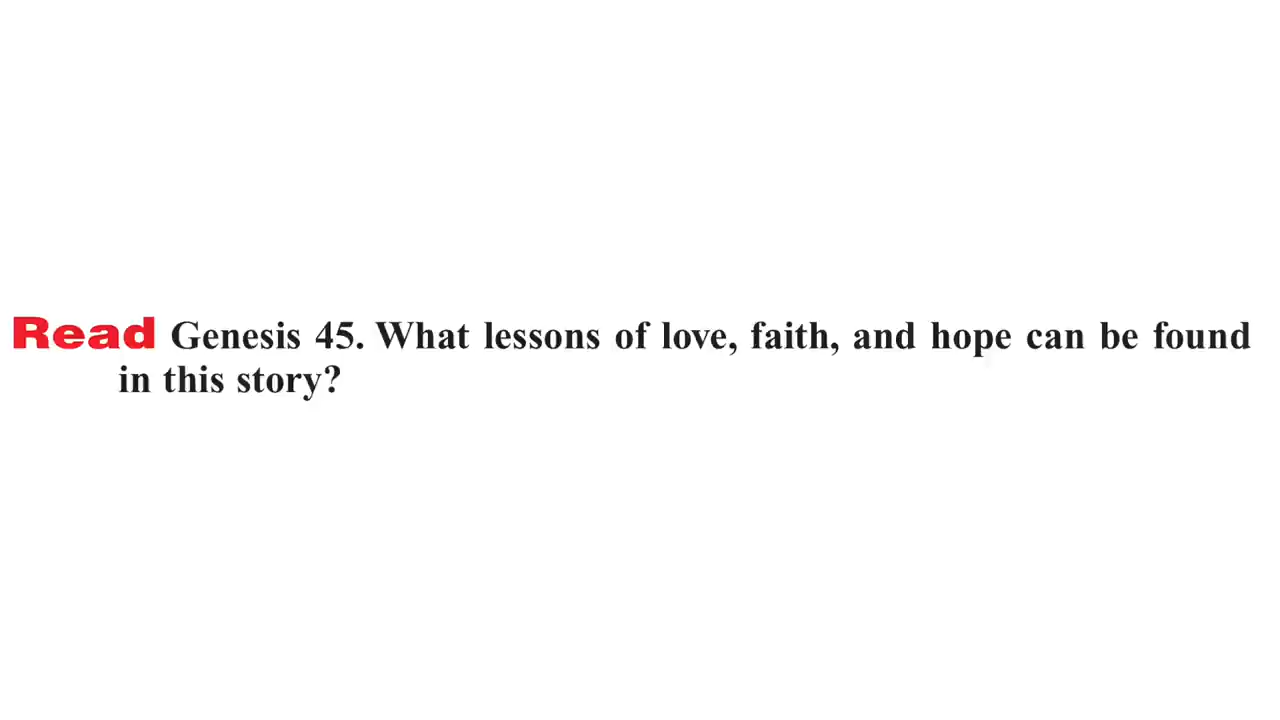 Read Genesis 45. What lessons of love, faith, and hope can be found
in this story?